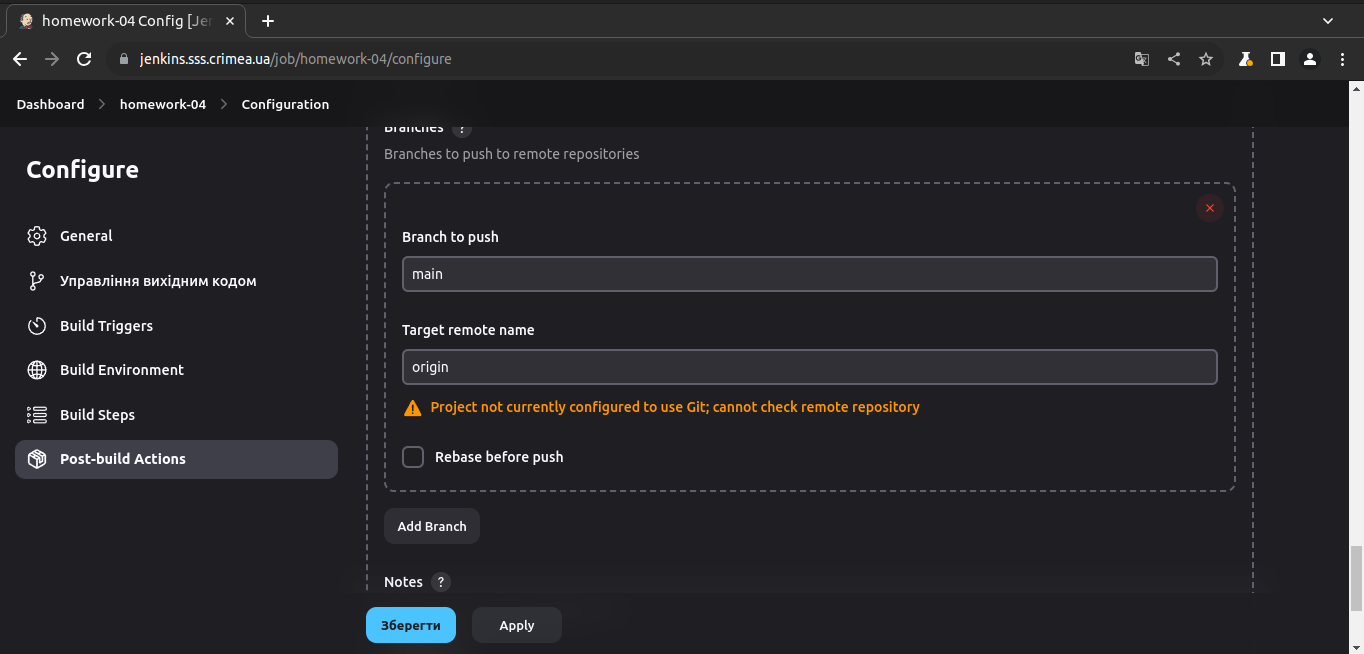 homework-04 Config [Jer
jenkins.sss.crimea.ua/job/homework-04/configure
Dashboard > homework-04 > Configuration
Configure
General
Управління вихідним кодом
Build Triggers
Build Environment
Build Steps
Post-build Actions
Branches ?
Branches to push to remote repositories
Branch to push
main
Target remote name
origin
Project not currently configured to use Git; cannot check remote repository
Rebase before push
Add Branch
Notes ?
Зберегти
Apply